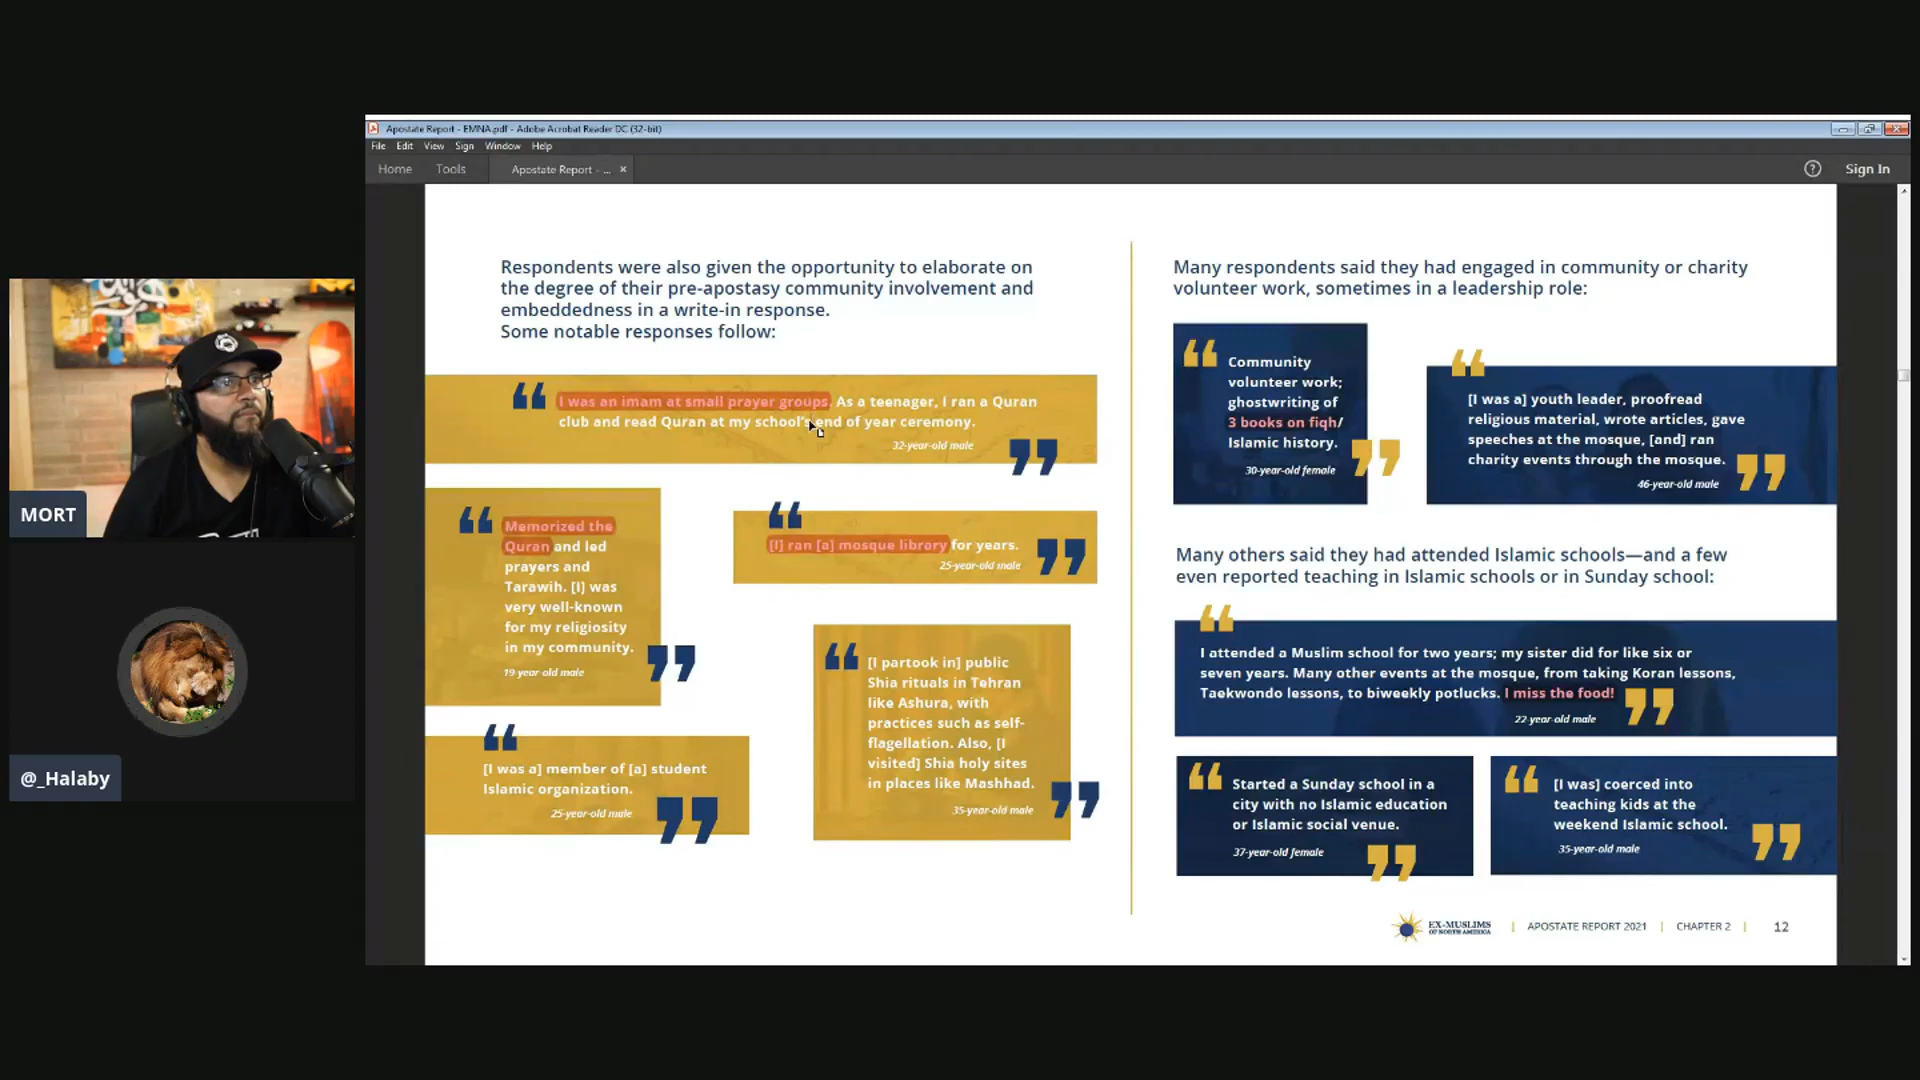 Apostate Report - EMNA.pdf - Adobe Acrobat Reader DC (32-bit)
File Edit View Sign Window Help
Home Tools Apostate Report - ... × ? Sign In
Respondents were also given the opportunity to elaborate on
the degree of their pre-apostasy community involvement and
embeddedness in a write-in response.
Some notable responses follow:
“ I was an imam at small prayer groups. As a teenager, I ran a Quran
club and read Quran at my school's end of year ceremony.
32-year-old male ”
“ Memorized the
Quran and led
prayers and
Tarawih. [I] was
very well-known
for my religiosity
in my community.
19-year-old male ”
“ [I] ran [a] mosque library for years.
25-year-old male ”
“ [I partook in] public
Shia rituals in Tehran
like Ashura, with
practices such as self-
flagellation. Also, [I
visited] Shia holy sites
in places like Mashhad.
35-year-old male ”
“ [I was a] member of [a] student
Islamic organization.
25-year-old male ”
Many respondents said they had engaged in community or charity
volunteer work, sometimes in a leadership role:
“ Community
volunteer work;
ghostwriting of
3 books on fiqh/
Islamic history.
30-year-old female ”
“ [I was a] youth leader, proofread
religious material, wrote articles, gave
speeches at the mosque, [and] ran
charity events through the mosque.
46-year-old male ”
Many others said they had attended Islamic schools—and a few
even reported teaching in Islamic schools or in Sunday school:
“ I attended a Muslim school for two years; my sister did for like six or
seven years. Many other events at the mosque, from taking Koran lessons,
Taekwondo lessons, to biweekly potlucks. I miss the food!
22-year-old male ”
“ Started a Sunday school in a
city with no Islamic education
or Islamic social venue.
37-year-old female ”
“ [I was] coerced into
teaching kids at the
weekend Islamic school.
35-year-old male ”
EX-MUSLIMS
OF NORTH AMERICA
| APOSTATE REPORT 2021 | CHAPTER 2 | 12
MORT
@_Halaby